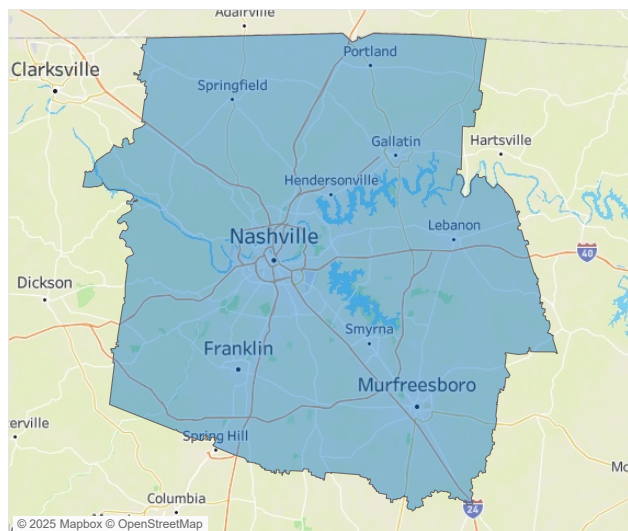 Adairville
Portland
Clarksville
Springfield
Gallatin
Hartsville
Hendersonville
Lebanon
Nashville
40
Dickson
Smyrna
Franklin
Murfreesboro
erville
Spring Hill
Mc
Columbia
24
© 2025 Mapbox © OpenStreetMap